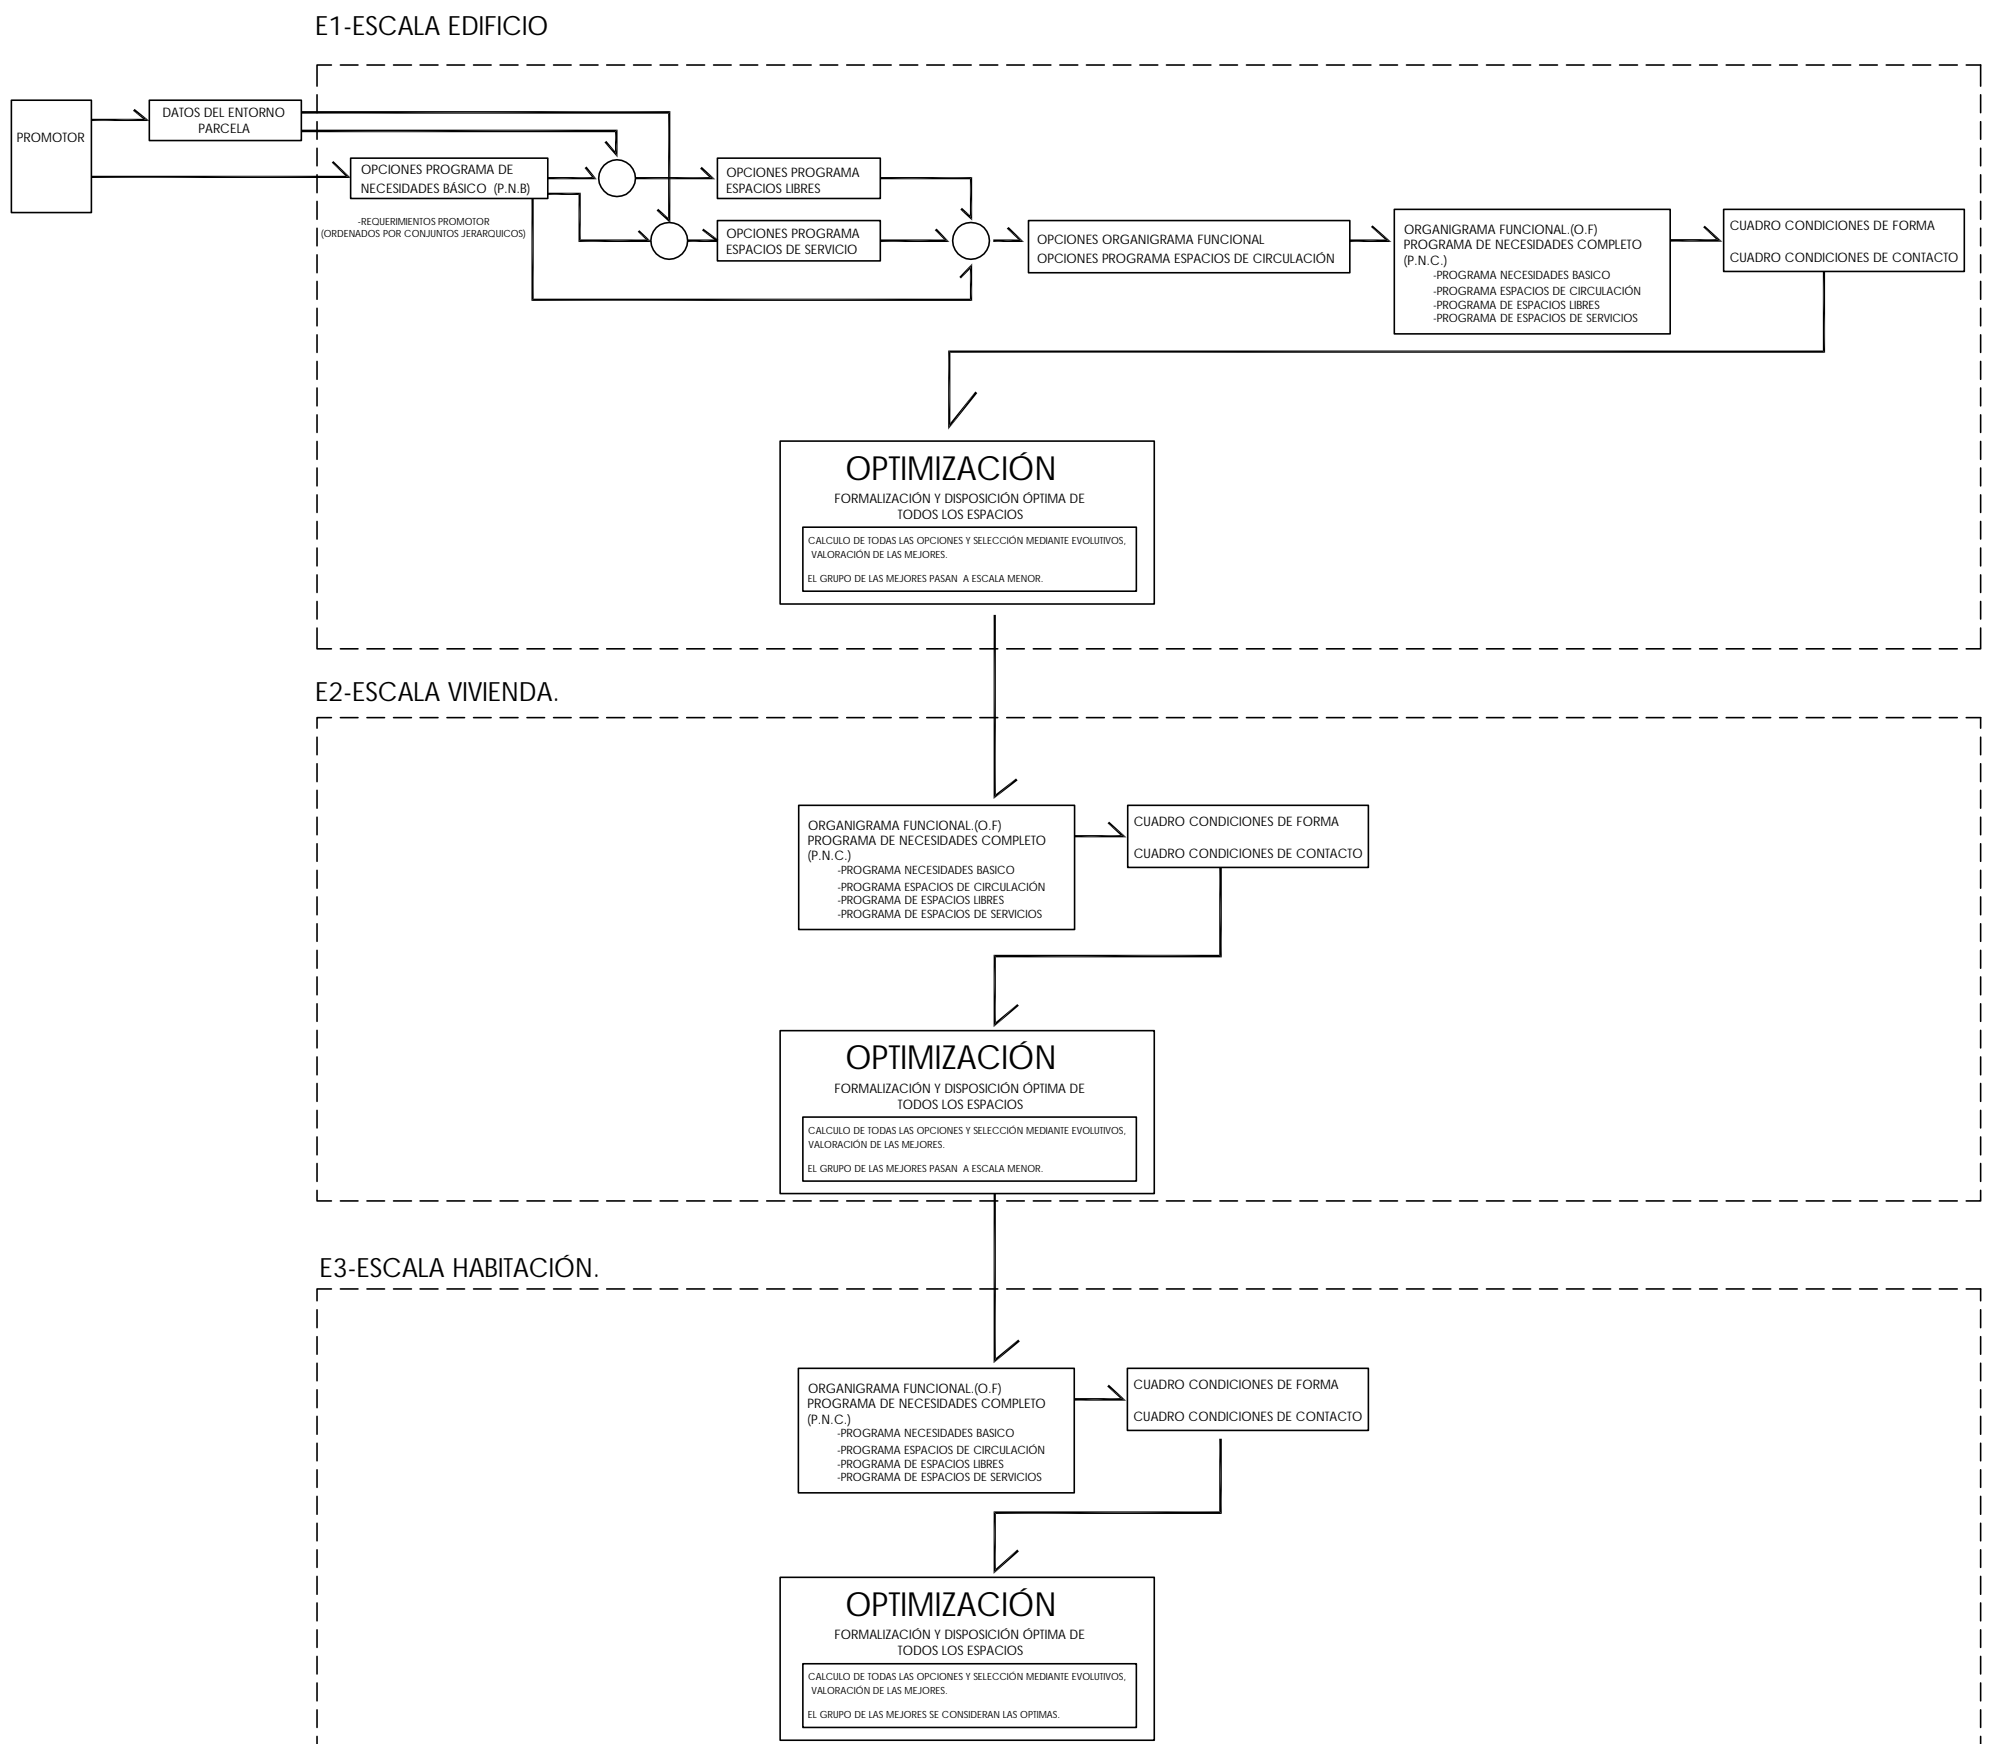 E1-ESCALA EDIFICIO
PROMOTOR
DATOS DEL ENTORNO
PARCELA
OPCIONES PROGRAMA DE
NECESIDADES BÁSICO (P.N.B)
-REQUERIMIENTOS PROMOTOR
(ORDENADOS POR CONJUNTOS JERARQUICOS)
OPCIONES PROGRAMA
ESPACIOS LIBRES
OPCIONES PROGRAMA
ESPACIOS DE SERVICIO
OPCIONES ORGANIGRAMA FUNCIONAL
OPCIONES PROGRAMA ESPACIOS DE CIRCULACIÓN
ORGANIGRAMA FUNCIONAL.(O.F)
PROGRAMA DE NECESIDADES COMPLETO
(P.N.C.)
-PROGRAMA NECESIDADES BASICO
-PROGRAMA ESPACIOS DE CIRCULACIÓN
-PROGRAMA DE ESPACIOS LIBRES
-PROGRAMA DE ESPACIOS DE SERVICIOS
CUADRO CONDICIONES DE FORMA
CUADRO CONDICIONES DE CONTACTO
OPTIMIZACIÓN
FORMALIZACIÓN Y DISPOSICIÓN ÓPTIMA DE
TODOS LOS ESPACIOS
CALCULO DE TODAS LAS OPCIONES Y SELECCIÓN MEDIANTE EVOLUTIVOS,
VALORACIÓN DE LAS MEJORES.
EL GRUPO DE LAS MEJORES PASAN A ESCALA MENOR.
E2-ESCALA VIVIENDA.
ORGANIGRAMA FUNCIONAL.(O.F)
PROGRAMA DE NECESIDADES COMPLETO
(P.N.C.)
-PROGRAMA NECESIDADES BASICO
-PROGRAMA ESPACIOS DE CIRCULACIÓN
-PROGRAMA DE ESPACIOS LIBRES
-PROGRAMA DE ESPACIOS DE SERVICIOS
CUADRO CONDICIONES DE FORMA
CUADRO CONDICIONES DE CONTACTO
OPTIMIZACIÓN
FORMALIZACIÓN Y DISPOSICIÓN ÓPTIMA DE
TODOS LOS ESPACIOS
CALCULO DE TODAS LAS OPCIONES Y SELECCIÓN MEDIANTE EVOLUTIVOS,
VALORACIÓN DE LAS MEJORES.
EL GRUPO DE LAS MEJORES PASAN A ESCALA MENOR.
E3-ESCALA HABITACIÓN.
ORGANIGRAMA FUNCIONAL.(O.F)
PROGRAMA DE NECESIDADES COMPLETO
(P.N.C.)
-PROGRAMA NECESIDADES BASICO
-PROGRAMA ESPACIOS DE CIRCULACIÓN
-PROGRAMA DE ESPACIOS LIBRES
-PROGRAMA DE ESPACIOS DE SERVICIOS
CUADRO CONDICIONES DE FORMA
CUADRO CONDICIONES DE CONTACTO
OPTIMIZACIÓN
FORMALIZACIÓN Y DISPOSICIÓN ÓPTIMA DE
TODOS LOS ESPACIOS
CALCULO DE TODAS LAS OPCIONES Y SELECCIÓN MEDIANTE EVOLUTIVOS,
VALORACIÓN DE LAS MEJORES.
EL GRUPO DE LAS MEJORES SE CONSIDERAN LAS OPTIMAS.